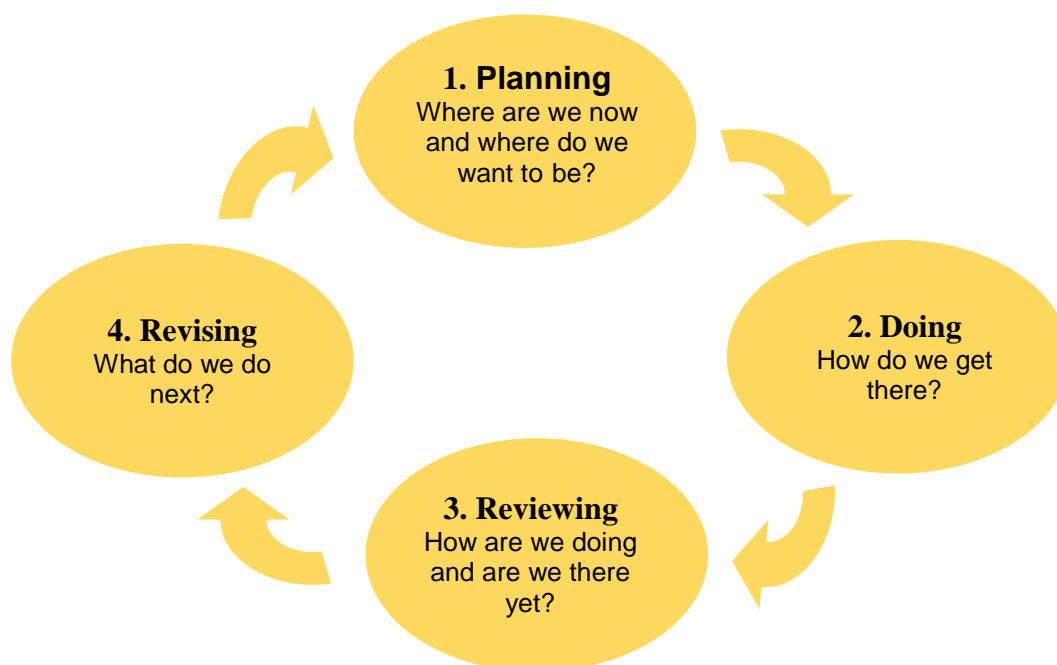 1. Planning
Where are we now
and where do we
want to be?
2. Doing
How do we get
there?
3. Reviewing
How are we doing
and are we there
yet?
4. Revising
What do we do
next?